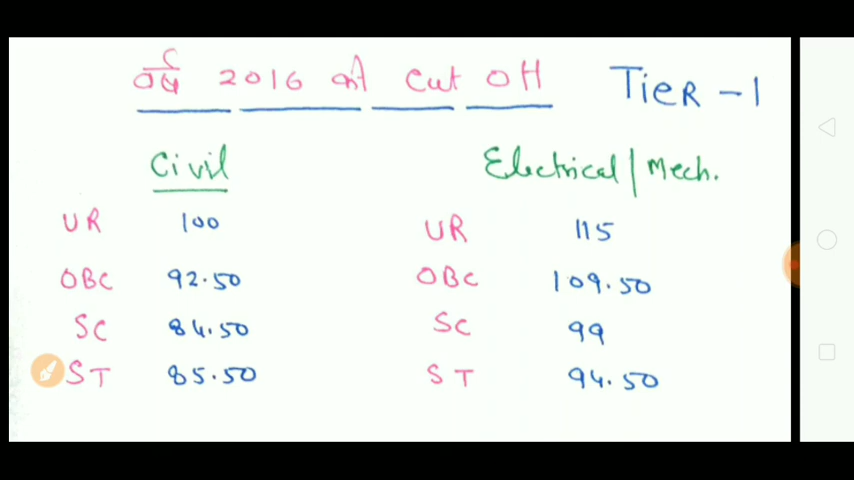 वर्ष 2016 की Cut Off Tier-1
Civil Electrical/Mech.
UR 100 UR 115
OBC 92.50 OBC 109.50
SC 84.50 SC 99
ST 85.50 ST 94.50